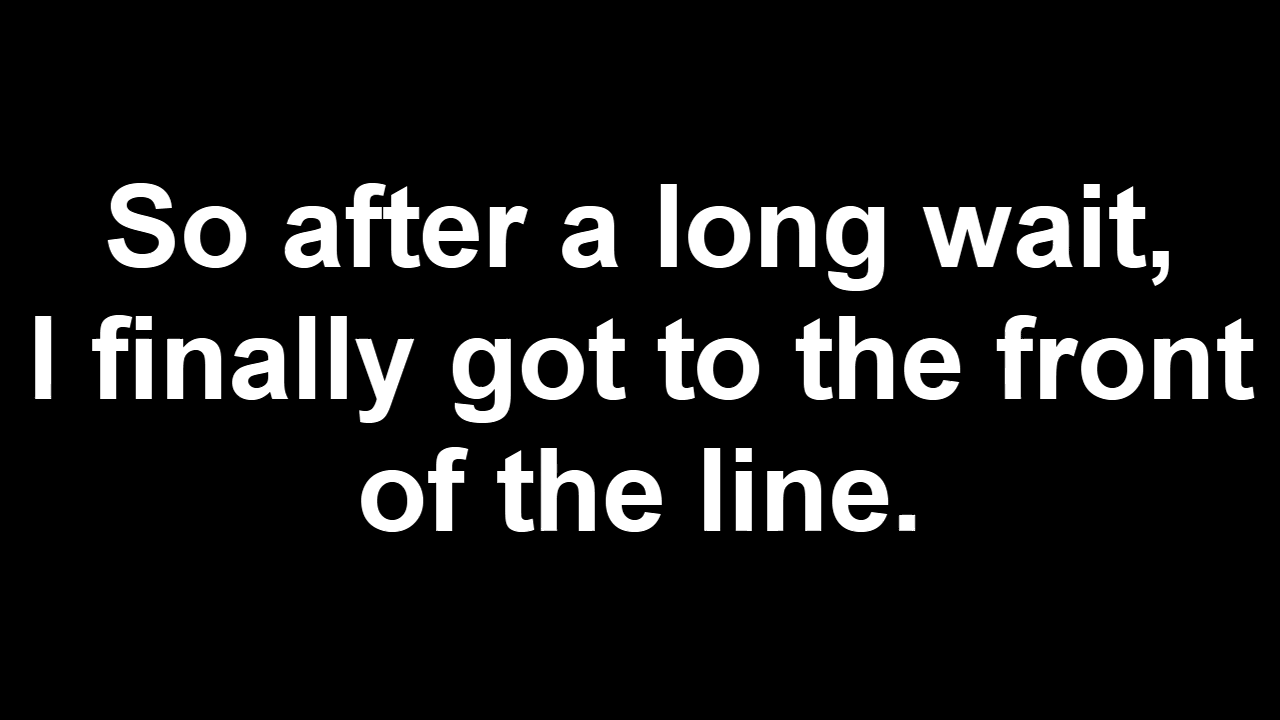 So after a long wait,
I finally got to the front
of the line.